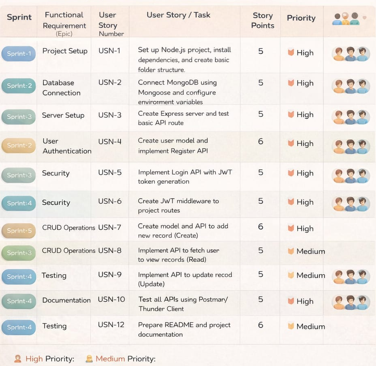 Sprint Functional Requirement (Epic) User Story Number User Story / Task Story Points Priority
Sprint-1 Project Setup USN-1 Set up Node.js project, install 5 High
dependencies, and create basic
folder structure.
Sprint-2 Database Connection USN-2 Connect MongoDB using 5 High
Mongoose and configure
environment variables
Sprint-3 Server Setup USN-3 Create Express server and test 5 High
basic API route
Sprint-2 User Authentication USN-4 Create user model and 6 High
implement Register API
Sprint-3 Security USN-5 Implement Login API with JWT 5 High
token generation
Sprint-4 Security USN-6 Create JWT middleware to 5 High
project routes
CRUD Operations USN-7 Create model and API to add 6 High
new record (Create)
CRUD Operations USN-8 Implement API to fetch user 5 Medium
to view records (Read)
Sprint-4 Testing USN-9 Implement API to update recod 5 Medium
(Update)
Sprint-4 Documentation USN-10 Test all APIs using Postman/ 5 High
Thunder Client
Sprint-4 Testing USN-12 Prepare README and project 6 Medium
documentation
High Priority: Medium Priority: